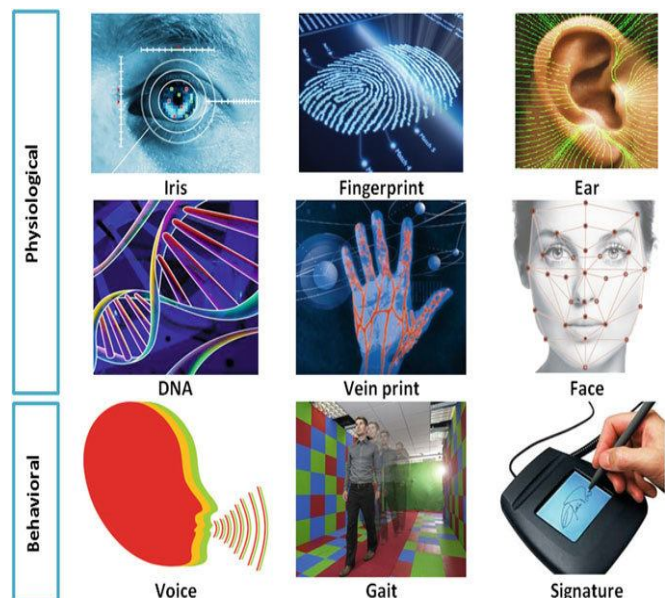 Physiological
Iris
Fingerprint
Ear
DNA
Vein print
Face
Behavioral
Voice
Gait
Signature